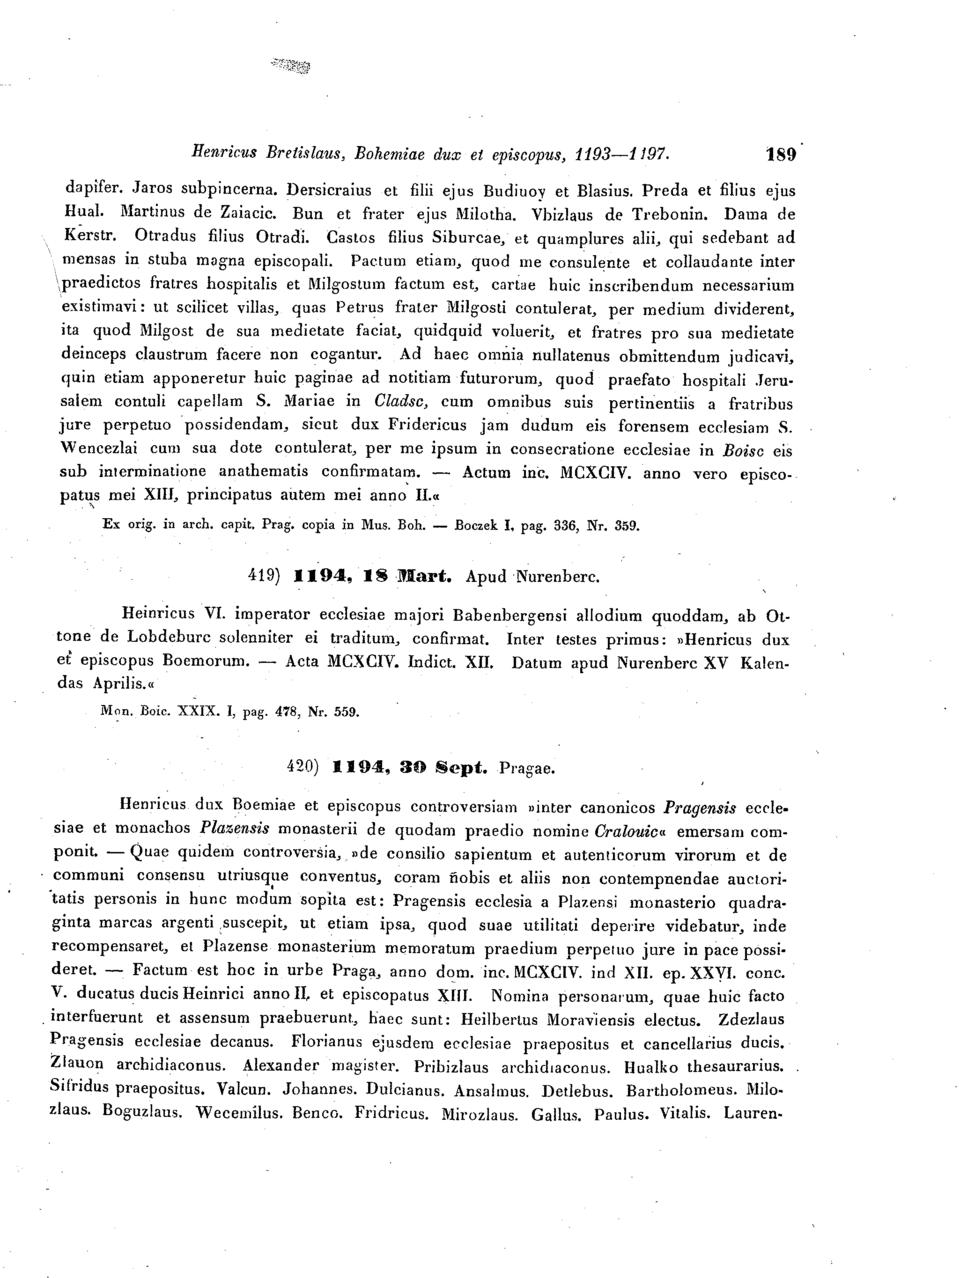 Henricus Bretislaus, Bohemiae dux et episcopus, 1193—1197. 189
dapifer. Jaros subpincerna. Dersicraius et filii ejus Budiuoy et Blasius. Preda et filius ejus
Hual. Martinus de Zaiacic. Bun et frater ejus Milotha. Vbizlaus de Trebonin. Dama de
Kerstr. Otradus filius Otradi. Castos filius Siburcae, et quamplures alii, qui sedebant ad
mensas in stuba magna episcopali. Pactum etiam, quod me consulente et collaudante inter
praedictos fratres hospitalis et Milgostum factum est, cartae huic inscribendum necessarium
existimavi: ut scilicet villas, quas Petrus frater Milgosti contulerat, per medium dividerent,
ita quod Milgost de sua medietate faciat, quidquid voluerit, et fratres pro sua medietate
deinceps claustrum facere non cogantur. Ad haec omnia nullatenus obmittendum judicavi,
quin etiam apponeretur huic paginae ad notitiam futurorum, quod praefato hospitali Jeru-
salem contuli capellam S. Mariae in Cladsc, cum omnibus suis pertinentiis a fratribus
jure perpetuo possidendam, sicut dux Fridericus jam dudum eis forensem ecclesiam S.
Wencezlai cum sua dote contulerat, per me ipsum in consecratione ecclesiae in Boisc eis
sub interminatione anathematis confirmatam. — Actum inc. MCXCIV. anno vero episco-
patus mei XIII, principatus autem mei anno II.«
Ex orig. in arch. capit. Prag. copia in Mus. Boh. — Boczek I, pag. 336, Nr. 359.
419) 1194, 18 Mart. Apud Nurenberc.
Heinricus VI. imperator ecclesiae majori Babenbergensi allodium quoddam, ab Ot-
tone de Lobdeburc solenniter ei traditum, confirmat. Inter testes primus: »Henricus dux
et episcopus Boemorum. — Acta MCXCIV. Indict. XII. Datum apud Nurenberc XV Kalen-
das Aprilis.«
Mon. Boic. XXIX. I, pag. 478, Nr. 559.
420) 1194, 30 Sept. Pragae.
Henricus dux Boemiae et episcopus controversiam »inter canonicos Pragensis eccle-
siae et monachos Plazensis monasterii de quodam praedio nomine Cralouic« emersam com-
ponit. — Quae quidem controversia, »de consilio sapientum et autenticorum virorum et de
communi consensu utriusque conventus, coram nobis et aliis non contempnendae auctori-
tatis personis in hunc modum sopita est: Pragensis ecclesia a Plazensi monasterio quadra-
ginta marcas argenti suscepit, ut etiam ipsa, quod suae utilitati deperire videbatur, inde
recompensaret, et Plazense monasterium memoratum praedium perpetuo jure in pace possi-
deret. — Factum est hoc in urbe Praga, anno dom. inc. MCXCIV. ind XII. ep. XXVI. conc.
V. ducatus ducis Heinrici anno II, et episcopatus XIII. Nomina personarum, quae huic facto
interfuerunt et assensum praebuerunt, haec sunt: Heilbertus Moraviensis electus. Zdezlaus
Pragensis ecclesiae decanus. Florianus ejusdem ecclesiae praepositus et cancellarius ducis.
Zlauon archidiaconus. Alexander magister. Pribizlaus archidiaconus. Hualko thesaurarius.
Sifridus praepositus. Valcun. Johannes. Dulcianus. Ansalmus. Detlebus. Bartholomeus. Milo-
zlaus. Boguzlaus. Wecemilus. Benco. Fridricus. Mirozlaus. Gallus. Paulus. Vitalis. Lauren-